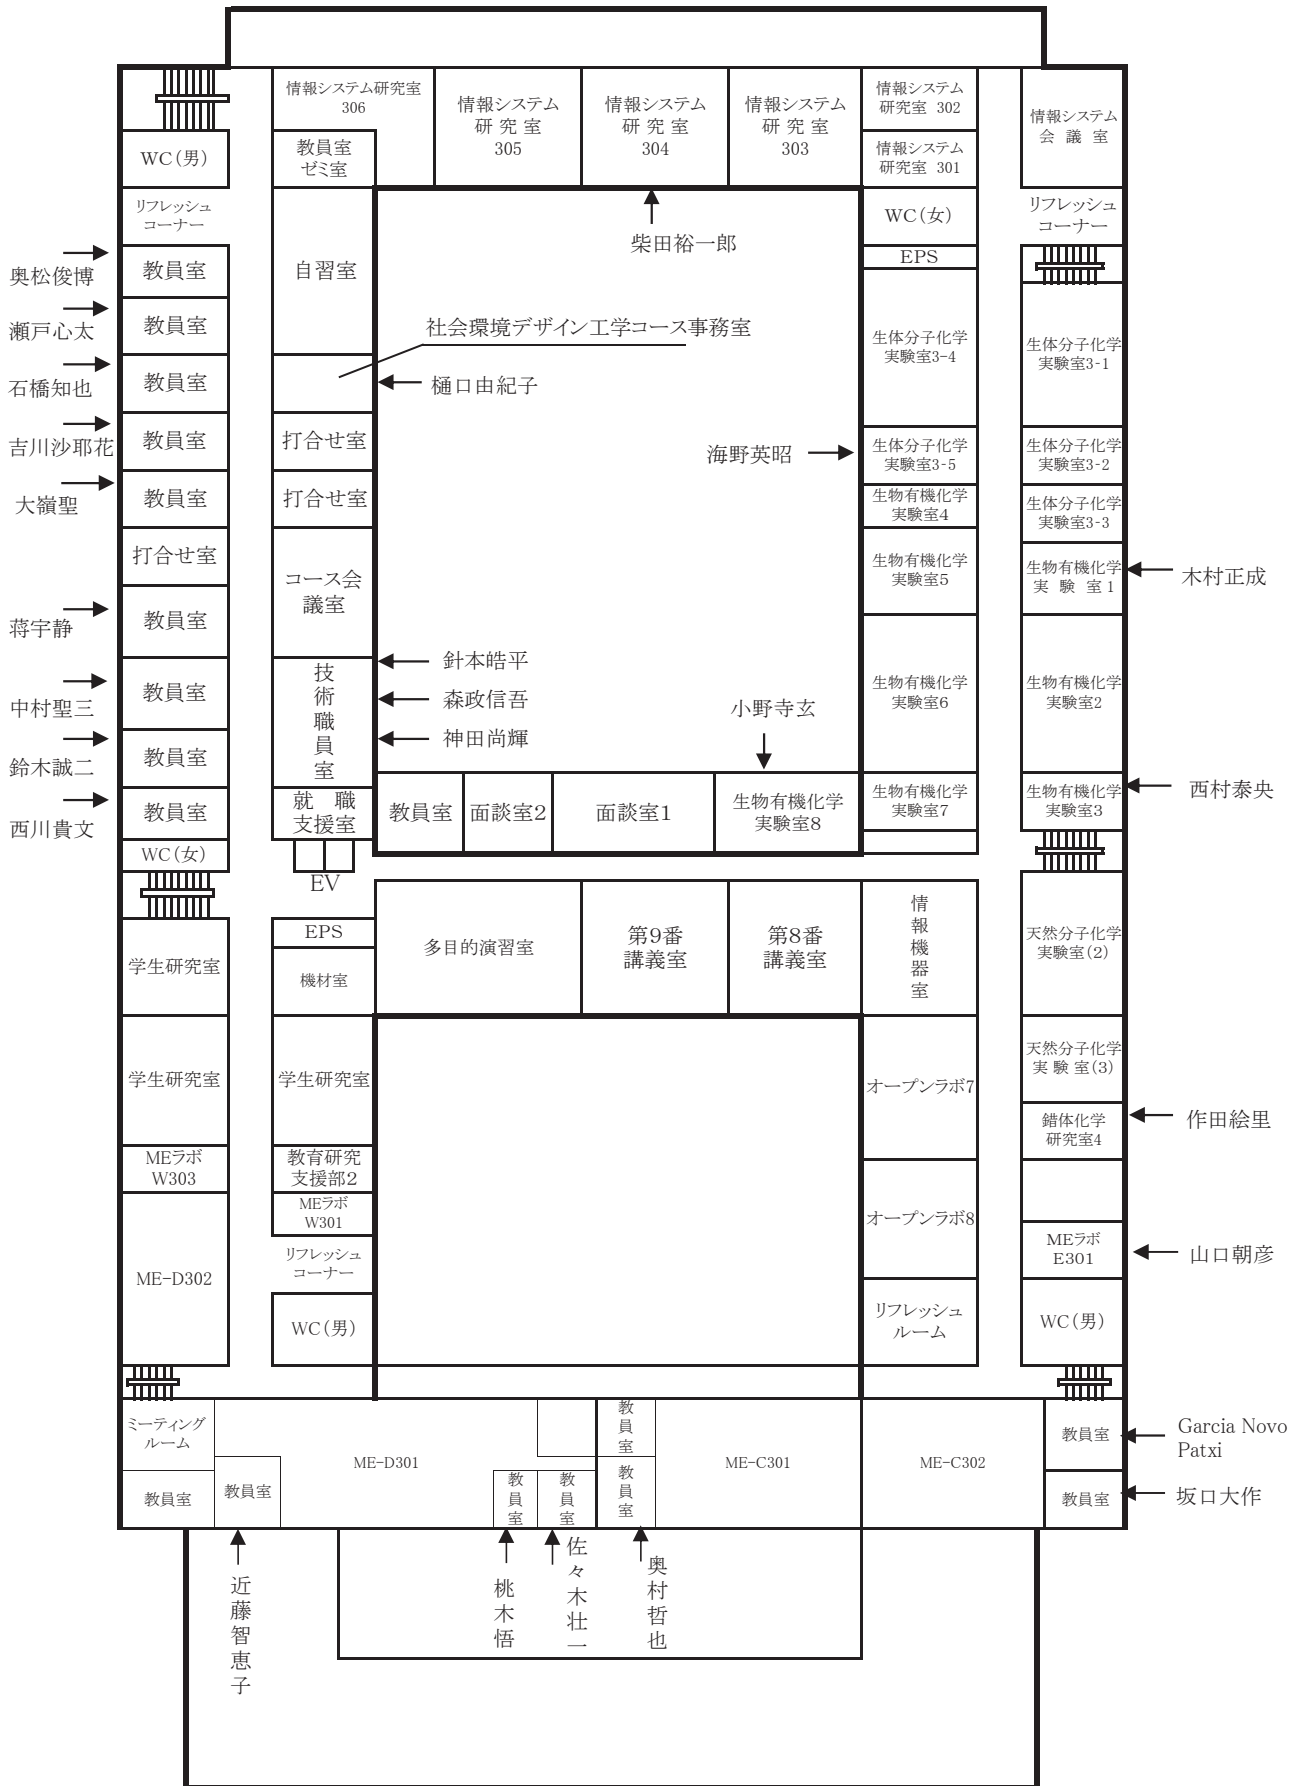 情報システム研究室
306
情報システム
研 究 室
305
情報システム
研 究 室
304
情報システム
研 究 室
303
情報システム
研究室 302
情報システム
研究室 301
情報システム
会 議 室
WC(男)
教員室
ゼミ室
リフレッシュ
コーナー
自習室
柴田裕一郎
WC(女)
EPS
リフレッシュ
コーナー
奥松俊博
教員室
瀬戸心太
教員室
石橋知也
教員室
吉川沙耶花
教員室
大嶺聖
教員室
打合せ室
蒋宇静
教員室
中村聖三
教員室
鈴木誠二
教員室
西川貴文
教員室
WC(女)
社会環境デザイン工学コース事務室
樋口由紀子
打合せ室
打合せ室
コース会
議室
技術職員室
針本皓平
森政信吾
神田尚輝
就 職
支援室
EV
海野英昭
小野寺玄
教員室
面談室2
面談室1
生物有機化学
実験室8
生体分子化学
実験室3-4
生体分子化学
実験室3-5
生物有機化学
実験室4
生物有機化学
実験室5
生物有機化学
実験室6
生物有機化学
実験室7
生体分子化学
実験室3-1
生体分子化学
実験室3-2
生体分子化学
実験室3-3
生物有機化学
実 験 室 1
木村正成
生物有機化学
実験室2
生物有機化学
実験室3
西村泰央
学生研究室
EPS
機材室
多目的演習室
第9番
講義室
第8番
講義室
情報機器室
天然分子化学
実験室(2)
学生研究室
学生研究室
オープンラボ7
天然分子化学
実 験 室(3)
錯体化学
研究室4
作田絵里
MEラボ
W303
教育研究
支援部2
MEラボ
W301
リフレッシュ
コーナー
ME-D302
WC(男)
オープンラボ8
リフレッシュ
ルーム
MEラボ
E301
山口朝彦
WC(男)
ミーティング
ルーム
教員室
教員室
ME-D301
教員室
教員室
教員室
教員室
ME-C301
ME-C302
教員室
Garcia Novo
Patxi
教員室
坂口大作
近藤智恵子
桃木悟
佐々木壮一
奥村哲也